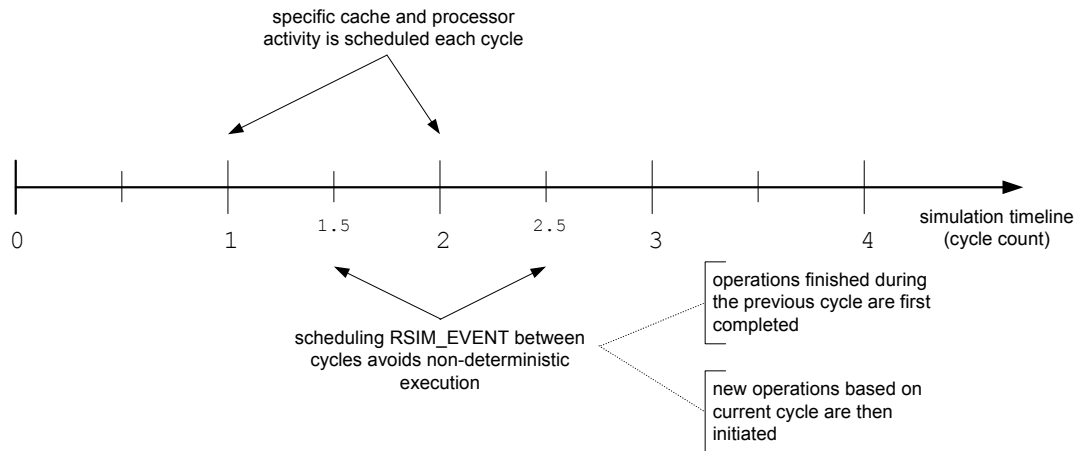 specific cache and processor
activity is scheduled each cycle
0
1
1.5
2
2.5
3
4
simulation timeline
(cycle count)
scheduling RSIM_EVENT between
cycles avoids non-deterministic
execution
operations finished during
the previous cycle are first
completed
new operations based on
current cycle are then
initiated